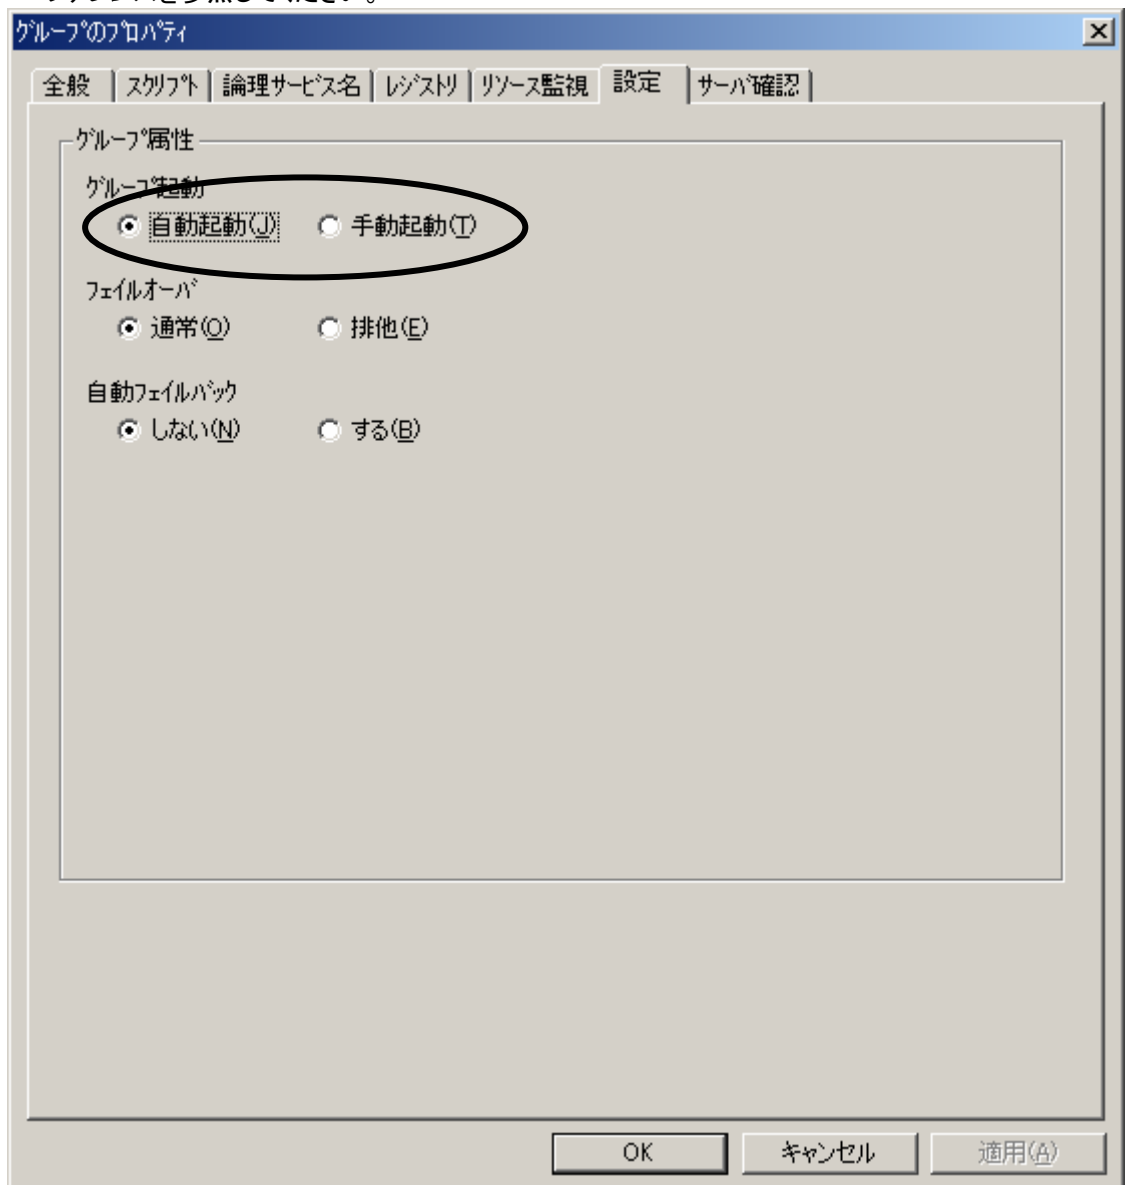 グループのプロパティ
全般 スクリプト 論理サービス名 レジストリ リソース監視 設定 サーバ確認
グループ属性
グループ起動
自動起動(J) 手動起動(T)
フェイルオーバ
通常(O) 排他(E)
自動フェイルバック
しない(N) する(B)
OK キャンセル 適用(A)